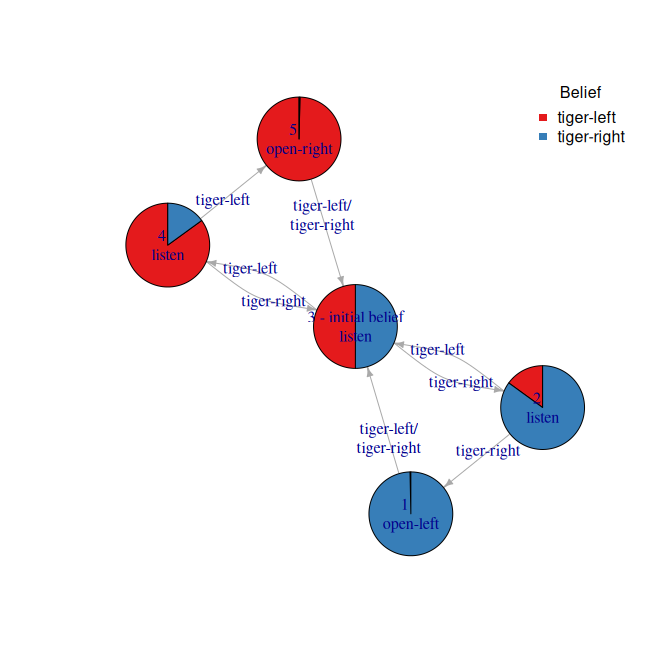 Belief
tiger-left
tiger-right
5
open-right
tiger-left
tiger-left/
tiger-right
4
listen
tiger-left
tiger-right
3 - initial belief
listen
tiger-left
tiger-right
2
listen
tiger-left/
tiger-right
tiger-right
1
open-left